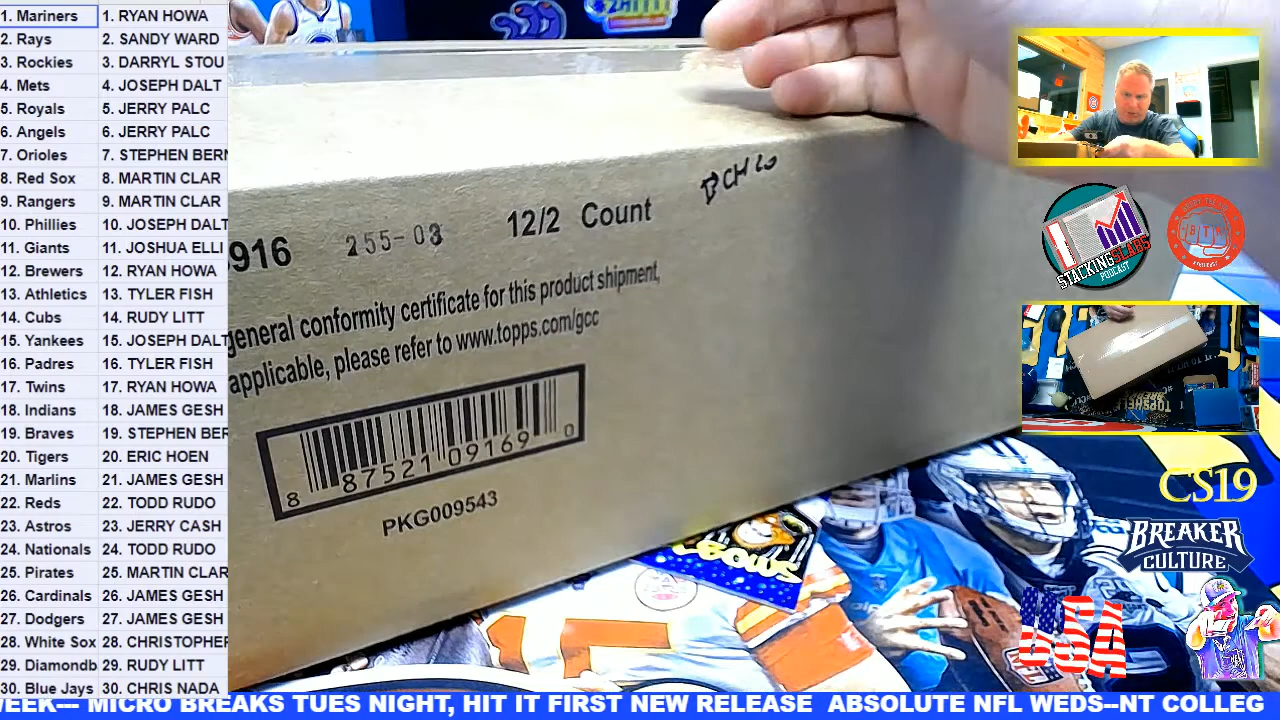 1. Mariners 1. RYAN HOWA
2. Rays 2. SANDY WARD
3. Rockies 3. DARRYL STOU
4. Mets 4. JOSEPH DALT
5. Royals 5. JERRY PALC
6. Angels 6. JERRY PALC
7. Orioles 7. STEPHEN BERN
8. Red Sox 8. MARTIN CLAR
9. Rangers 9. MARTIN CLAR
10. Phillies 10. JOSEPH DALT
11. Giants 11. JOSHUA ELLI
12. Brewers 12. RYAN HOWA
13. Athletics 13. TYLER FISH
14. Cubs 14. RUDY LITT
15. Yankees 15. JOSEPH DALT
16. Padres 16. TYLER FISH
17. Twins 17. RYAN HOWA
18. Indians 18. JAMES GESH
19. Braves 19. STEPHEN BER
20. Tigers 20. ERIC HOEN
21. Marlins 21. JAMES GESH
22. Reds 22. TODD RUDO
23. Astros 23. JERRY CASH
24. Nationals 24. TODD RUDO
25. Pirates 25. MARTIN CLAR
26. Cardinals 26. JAMES GESH
27. Dodgers 27. JAMES GESH
28. White Sox 28. CHRISTOPHER
29. Diamondb 29. RUDY LITT
30. Blue Jays 30. CHRIS NADA
916 255-03 12/2 Count
general conformity certificate for this product shipment,
applicable, please refer to www.topps.com/gcc
8 87521 09169 0
PKG009543
STACKING SLABS
PODCAST
BTN
CS19
BREAKER
CULTURE
USA
WEEK--- MICRO BREAKS TUES NIGHT, HIT IT FIRST NEW RELEASE ABSOLUTE NFL WEDS--NT COLLEG